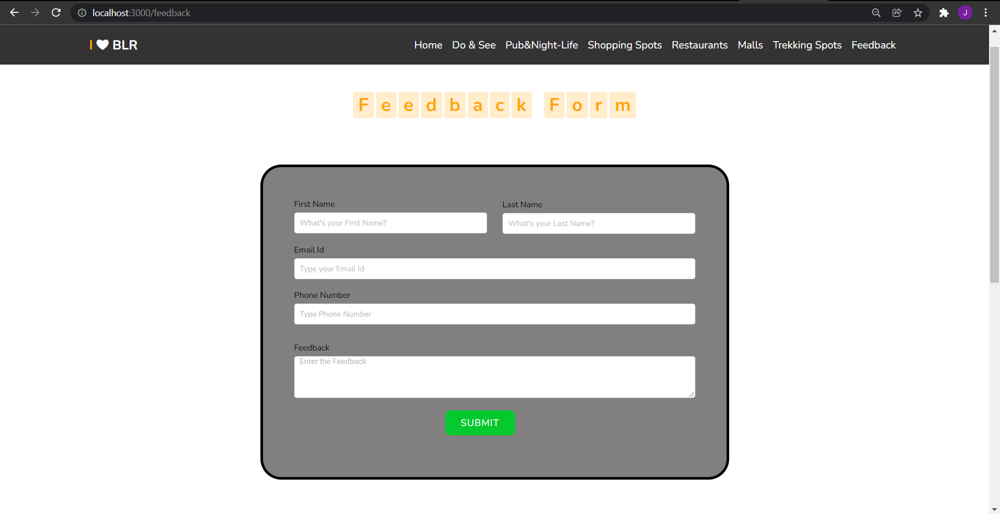 localhost:3000/feedback
J
I BLR
Home Do & See Pub&Night-Life Shopping Spots Restaurants Malls Trekking Spots Feedback
Feedback Form
First Name Last Name
What's your First Name? What's your Last Name?
Email Id
Type your Email Id
Phone Number
Type Phone Number
Feedback
Enter the Feedback
SUBMIT